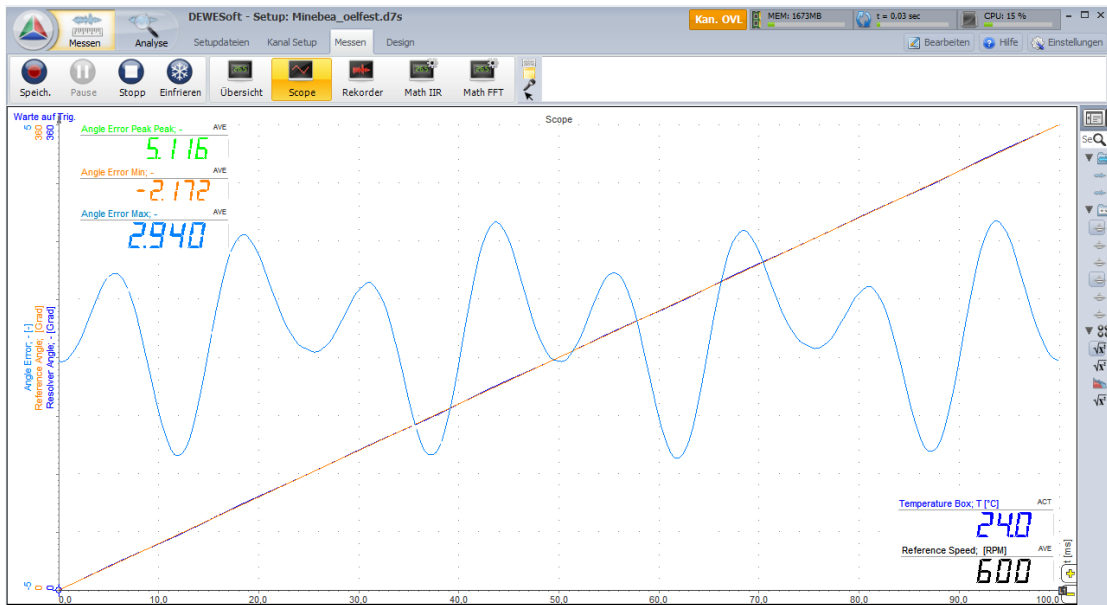 DEWESoft - Setup: Minebea_oelfest.d7s
Kan. OVL
MEM: 1673MB
t = 0,03 sec
CPU: 15 %
Messen
Analyse
Setupdateien
Kanal Setup
Messen
Design
Bearbeiten
Hilfe
Einstellungen
Speich.
Pause
Stopp
Einfrieren
Übersicht
Scope
Rekorder
Math IIR
Math FFT
Warte auf Trig.
Scope
Angle Error Peak Peak; -
AVE
5.116
Angle Error Min; -
AVE
-2.172
Angle Error Max; -
AVE
2.940
5
360
360
Angle Error; - [-]
Reference Angle; [Grad]
Resolver Angle, - [Grad]
-5
0
0
Temperature Box; T [°C]
ACT
24.0
Reference Speed; [RPM]
AVE
600
t [ms]
0,0
10,0
20,0
30,0
40,0
50,0
60,0
70,0
80,0
90,0
100,0
Se